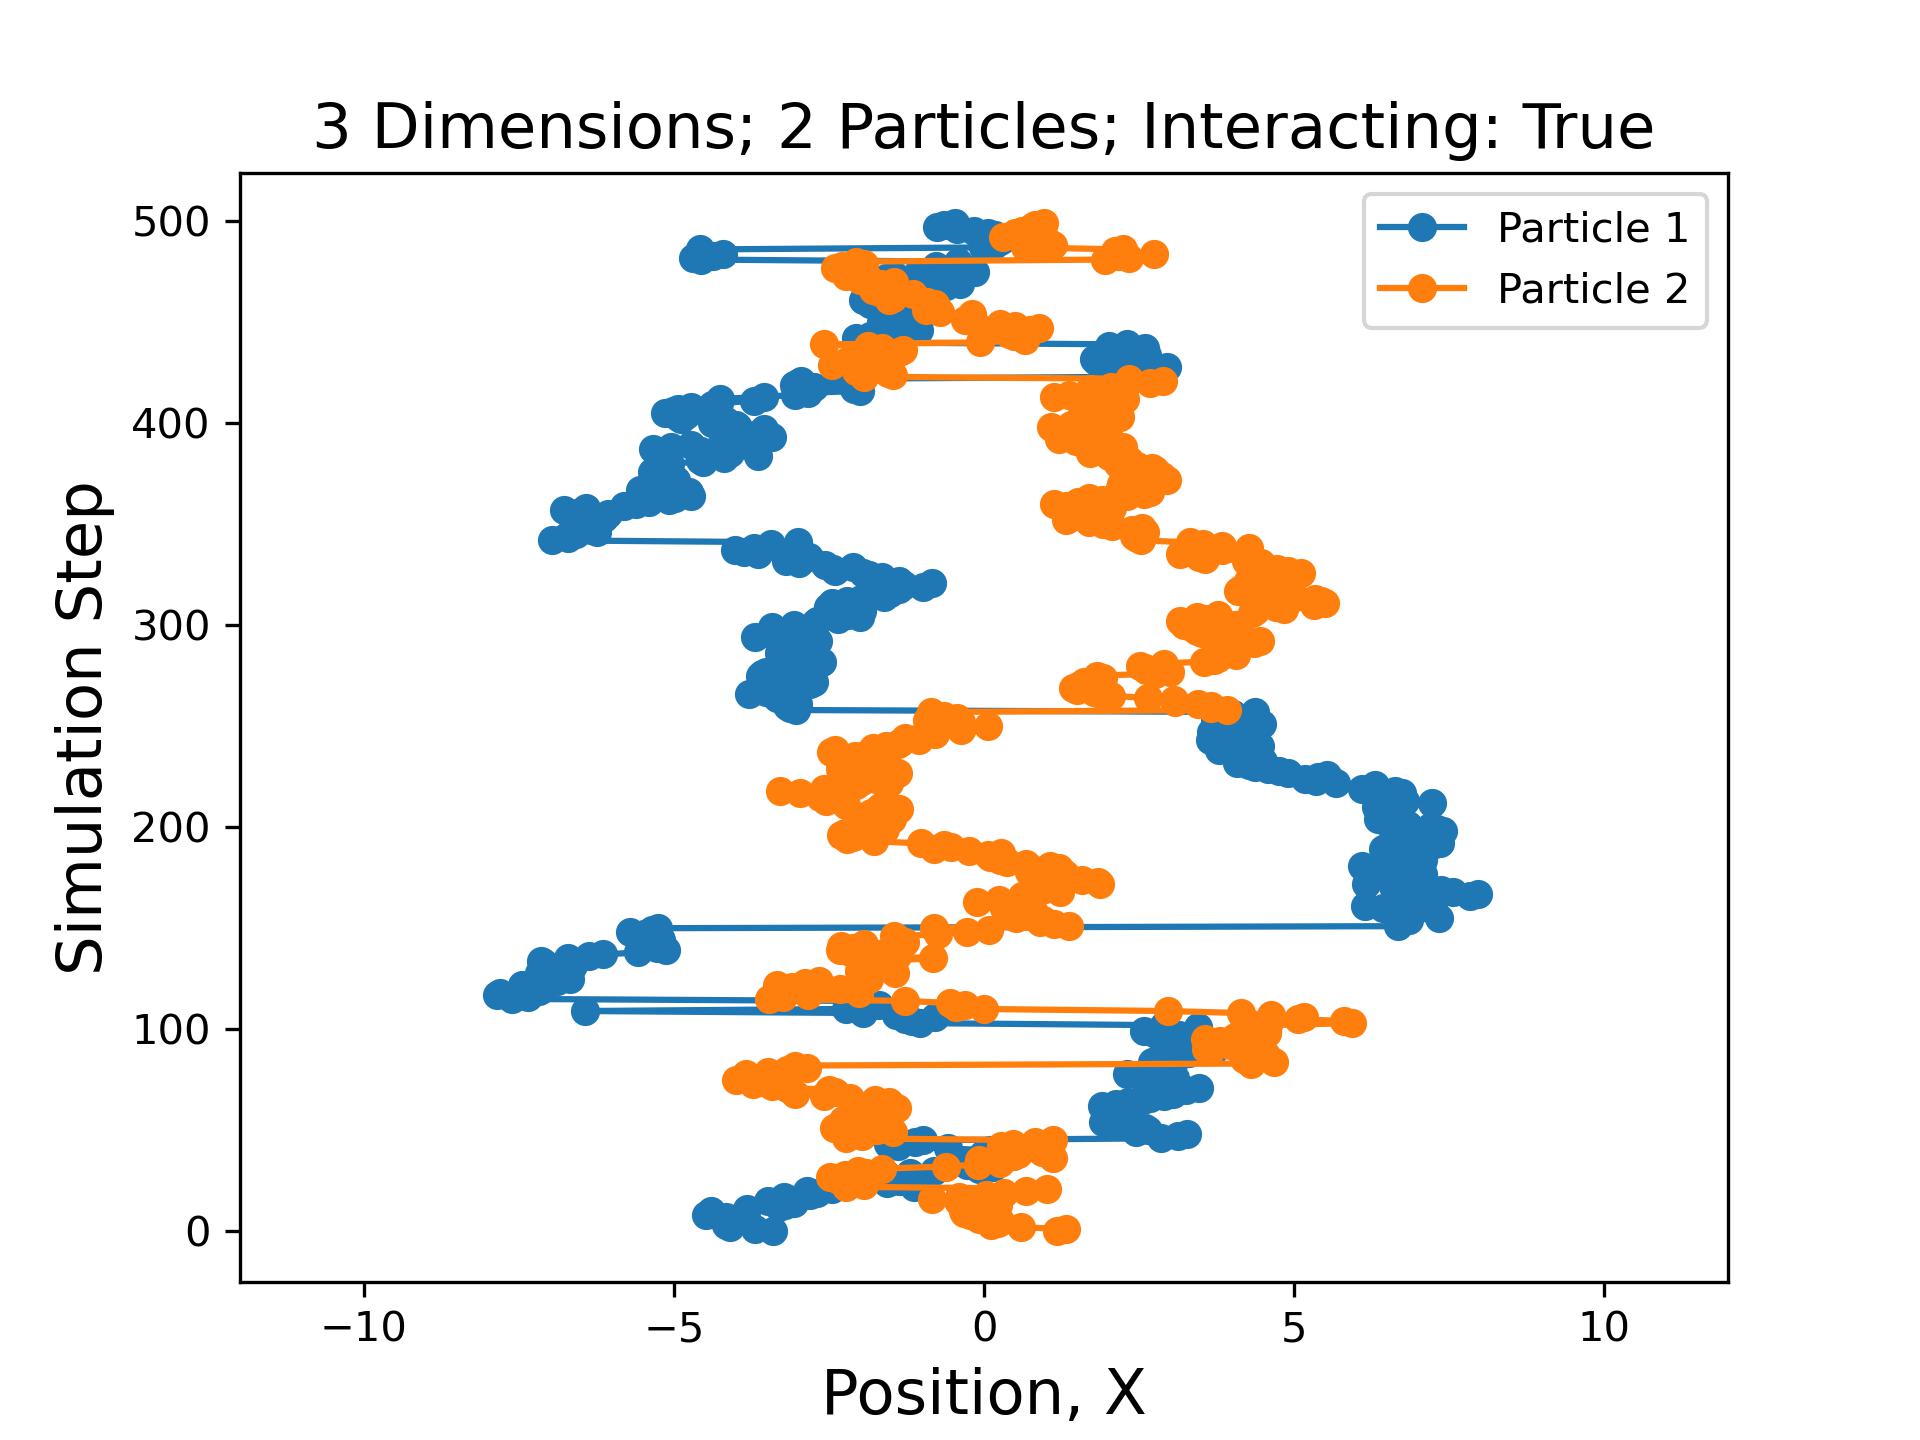 3 Dimensions; 2 Particles; Interacting: True
Particle 1
Particle 2
Simulation Step
500
400
300
200
100
0
−10
−5
0
5
10
Position, X